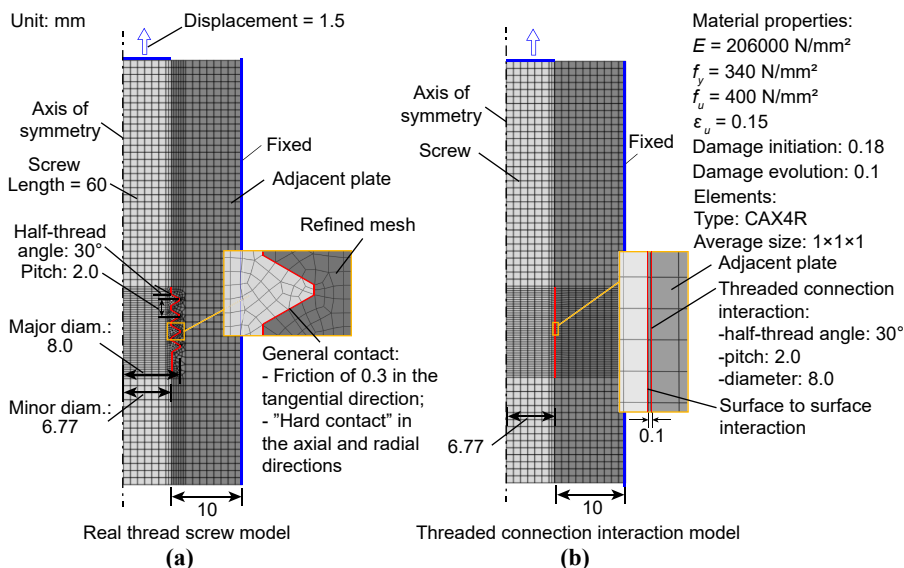 Unit: mm
Displacement = 1.5
Axis of
symmetry
Screw
Length = 60
Half-thread
angle: 30°
Pitch: 2.0
Major diam.:
8.0
Minor diam.:
6.77
Fixed
Adjacent plate
Refined mesh
General contact:
- Friction of 0.3 in the
tangential direction;
- "Hard contact" in
the axial and radial
directions
10
Real thread screw model
(a)
Axis of
symmetry
Screw
Fixed
6.77
10
Threaded connection interaction model
(b)
Material properties:
E = 206000 N/mm²
f_y = 340 N/mm²
f_u = 400 N/mm²
ε_u = 0.15
Damage initiation: 0.18
Damage evolution: 0.1
Elements:
Type: CAX4R
Average size: 1×1×1
Adjacent plate
Threaded connection
interaction:
-half-thread angle: 30°
-pitch: 2.0
-diameter: 8.0
Surface to surface
interaction
0.1